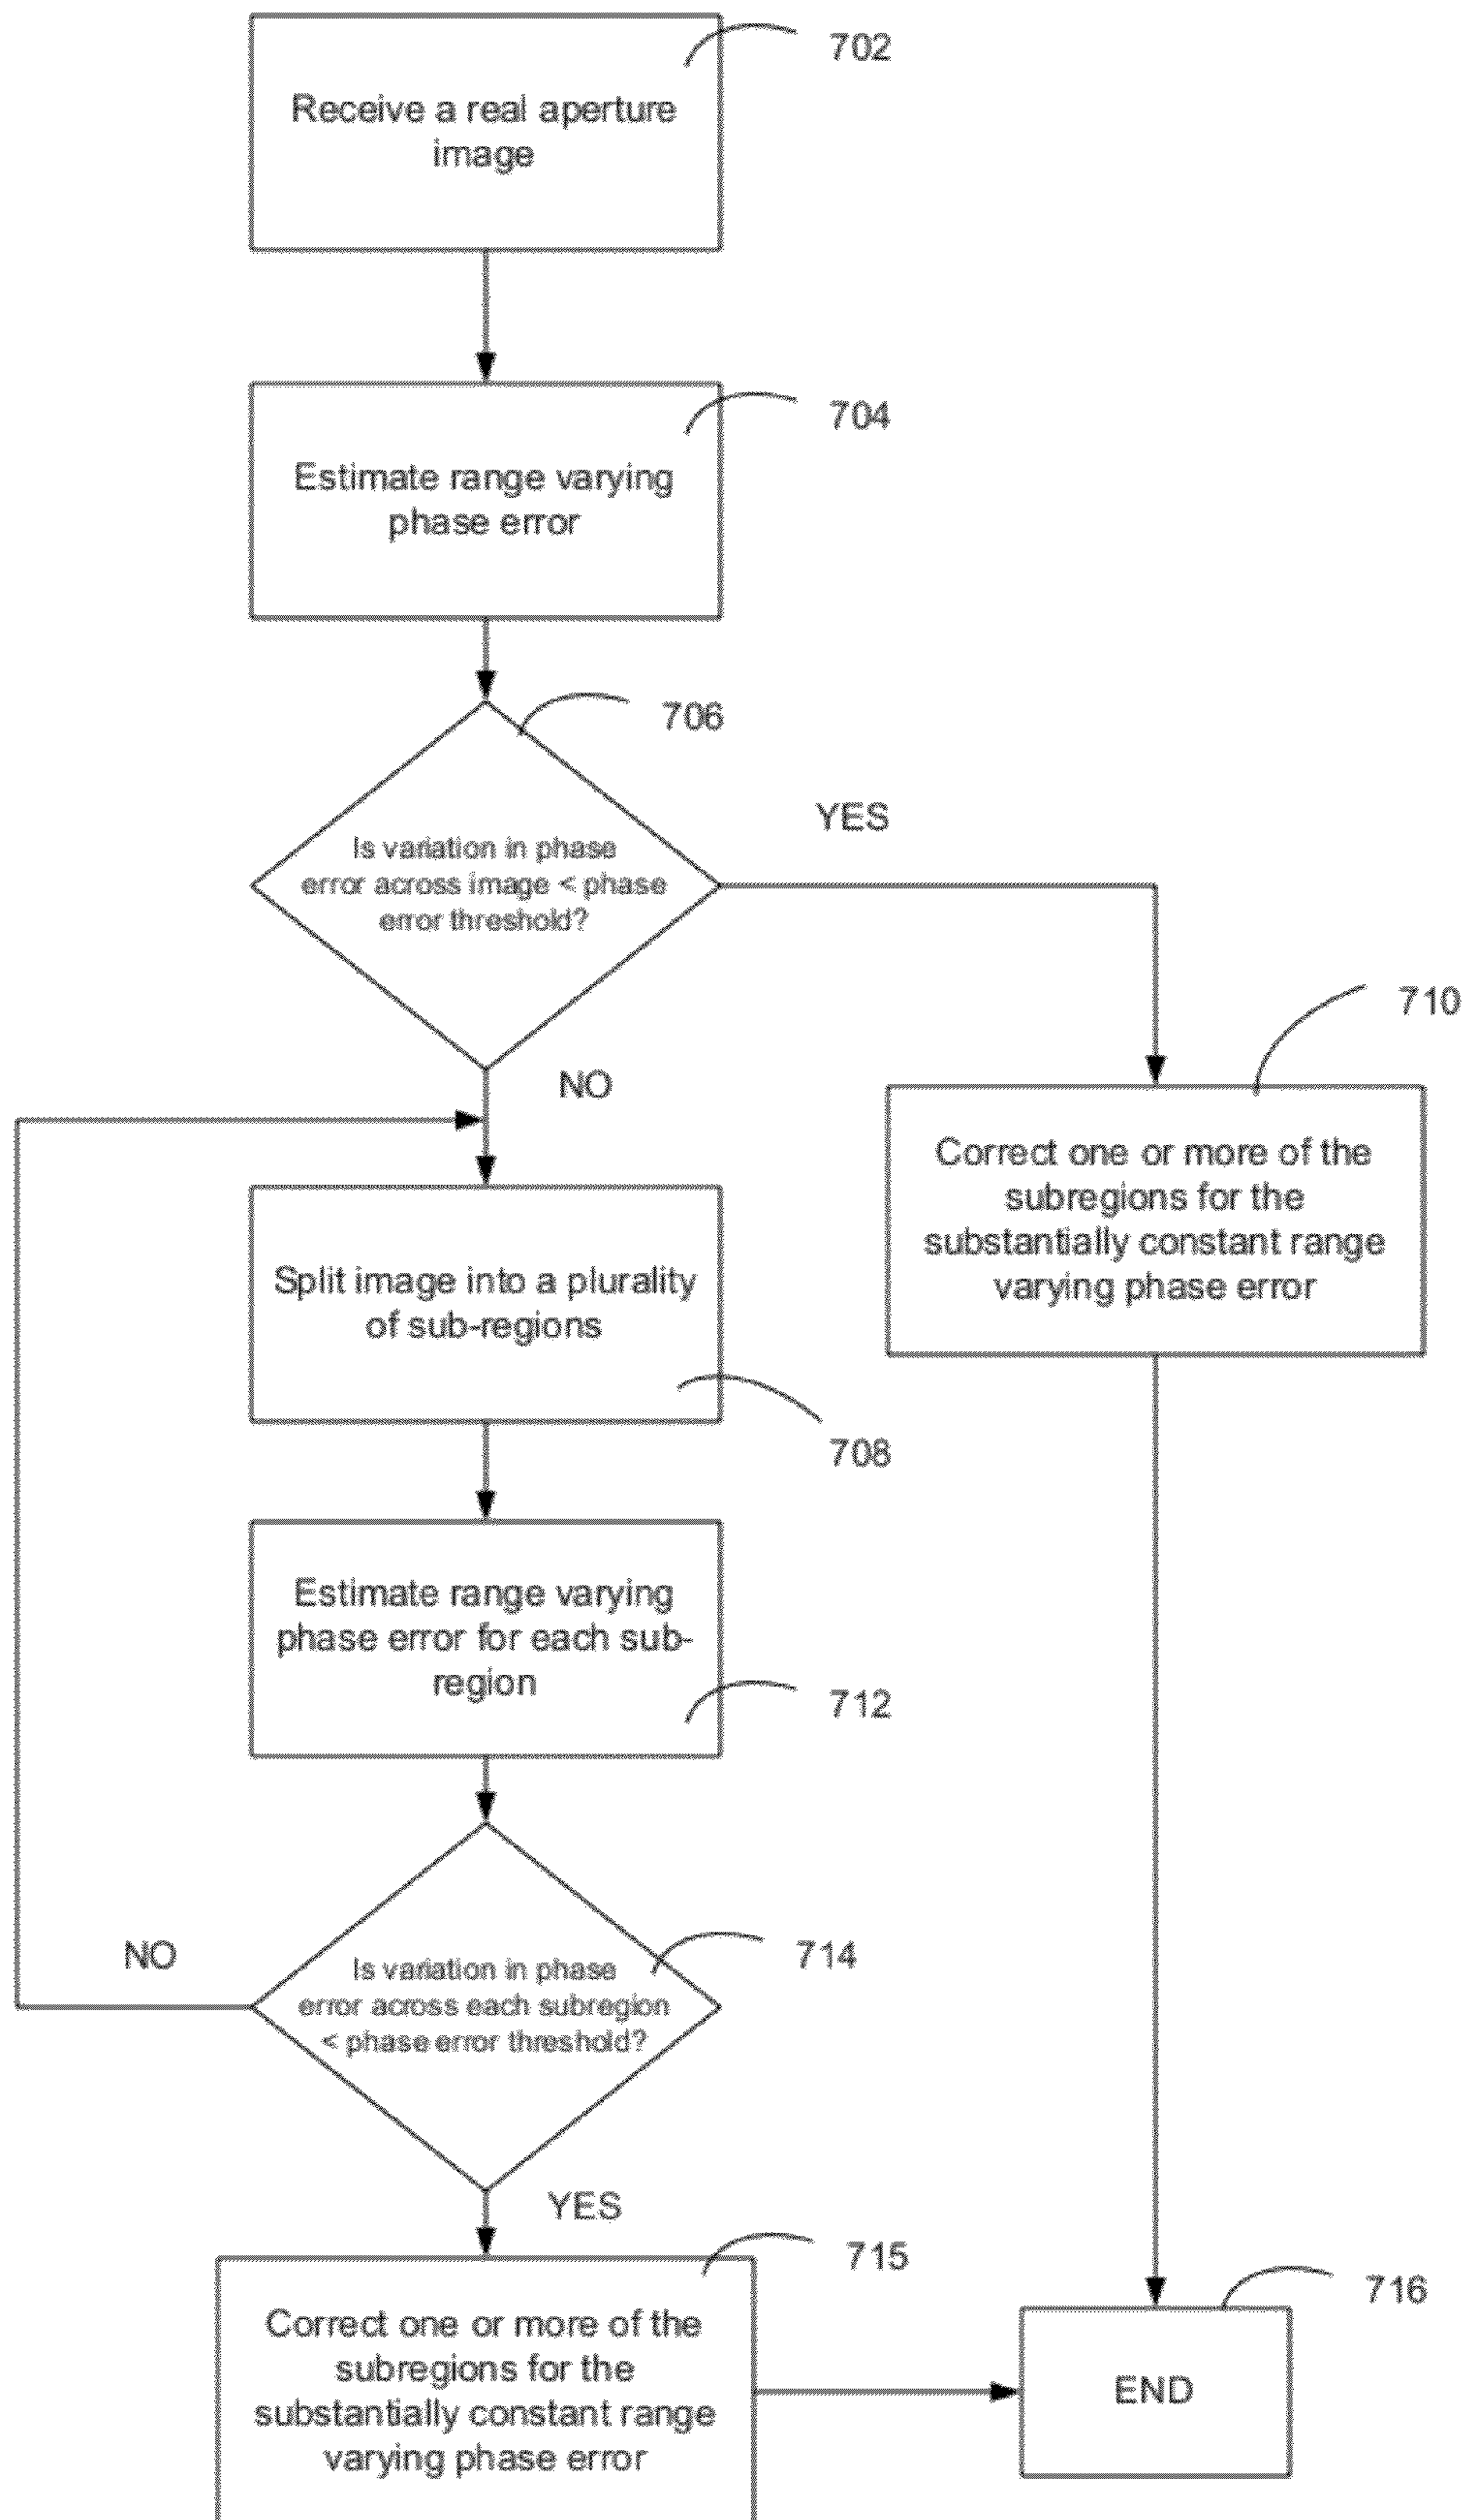 702
Receive a real aperture
image
704
Estimate range varying
phase error
706
Is variation in phase
error across image < phase
error threshold?
YES
710
NO
Correct one or more of the
subregions for the
substantially constant range
varying phase error
Split image into a plurality
of sub-regions
708
Estimate range varying
phase error for each sub-
region
712
714
NO
Is variation in phase
error across each subregion
< phase error threshold?
YES
715
716
Correct one or more of the
subregions for the
substantially constant range
varying phase error
END